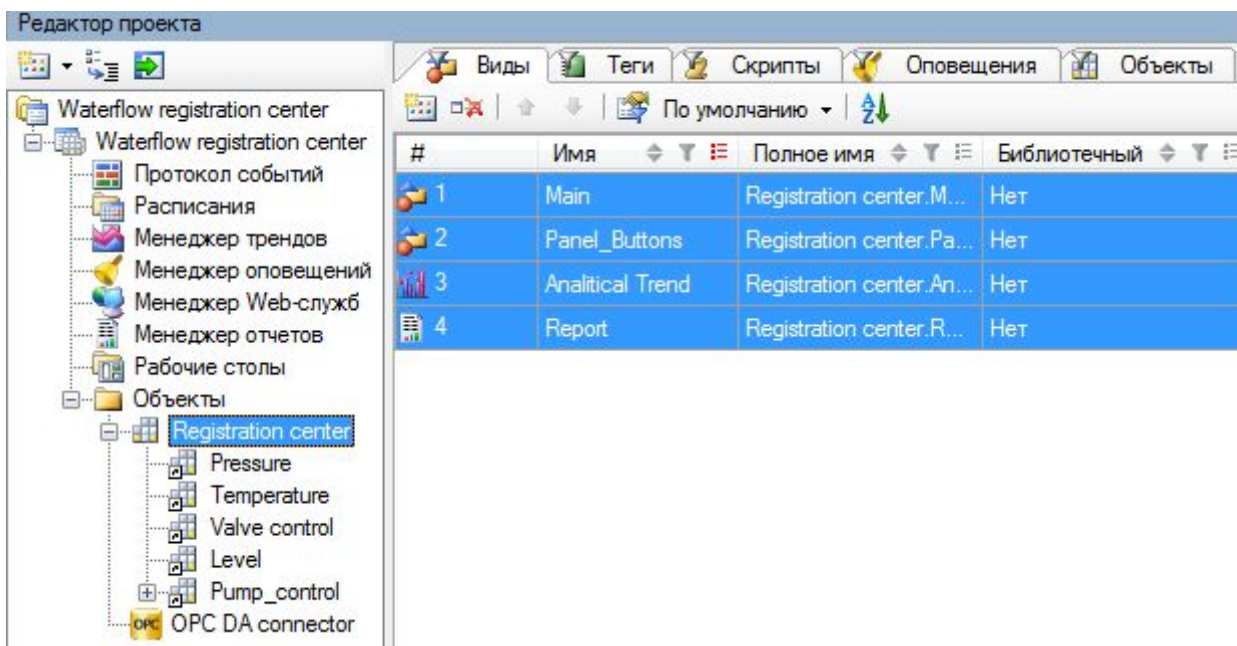 Редактор проекта
Виды Теги Скрипты Оповещения Объекты
По умолчанию
Waterflow registration center
Waterflow registration center
Протокол событий
Расписания
Менеджер трендов
Менеджер оповещений
Менеджер Web-служб
Менеджер отчетов
Рабочие столы
Объекты
Registration center
Pressure
Temperature
Valve control
Level
Pump_control
OPC DA connector
# Имя Полное имя Библиотечный
1 Main Registration center.M... Нет
2 Panel_Buttons Registration center.Pa... Нет
3 Analitical Trend Registration center.An... Нет
4 Report Registration center.R... Нет